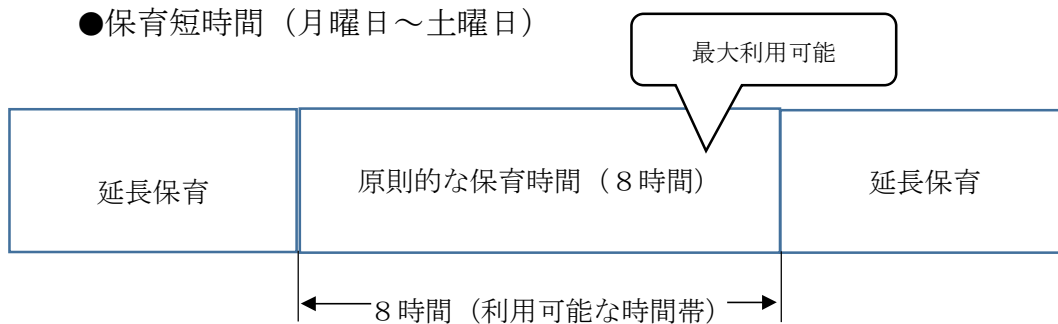 ●保育短時間（月曜日～土曜日）
最大利用可能
延長保育
原則的な保育時間（８時間）
延長保育
８時間（利用可能な時間帯）